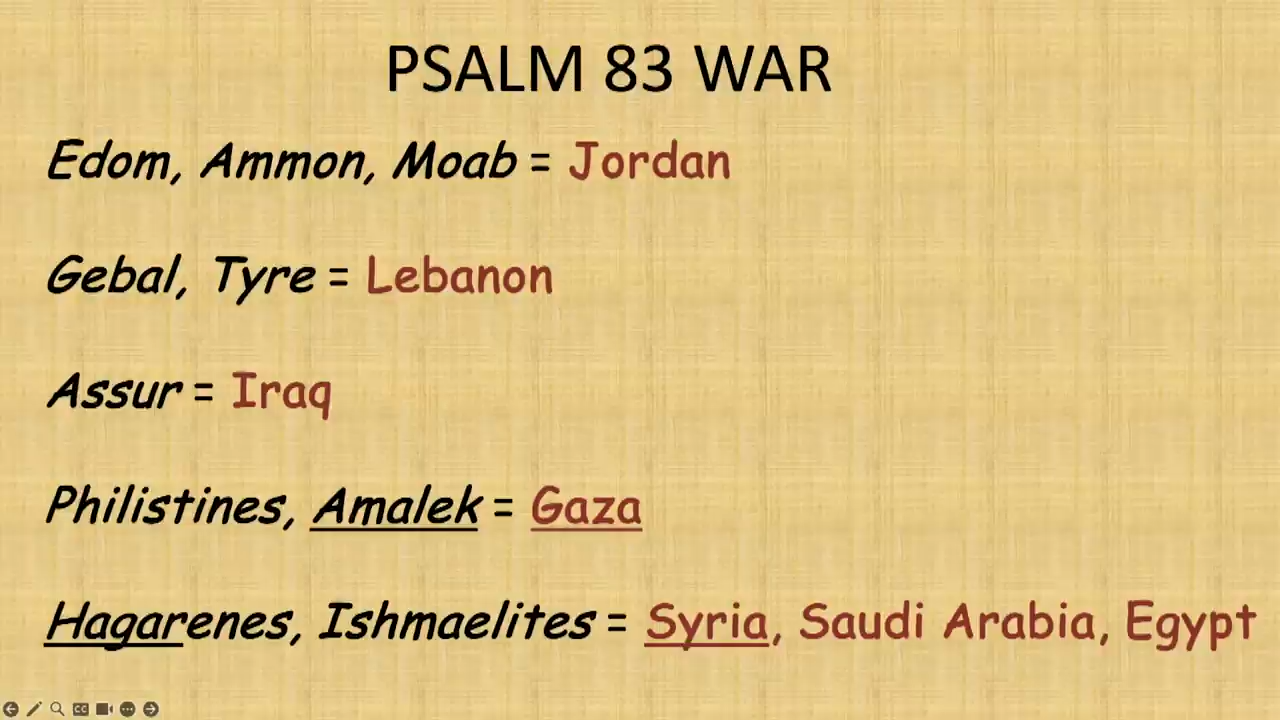 PSALM 83 WAR
Edom, Ammon, Moab = Jordan
Gebal, Tyre = Lebanon
Assur = Iraq
Philistines, Amalek = Gaza
Hagarenes, Ishmaelites = Syria, Saudi Arabia, Egypt
CC